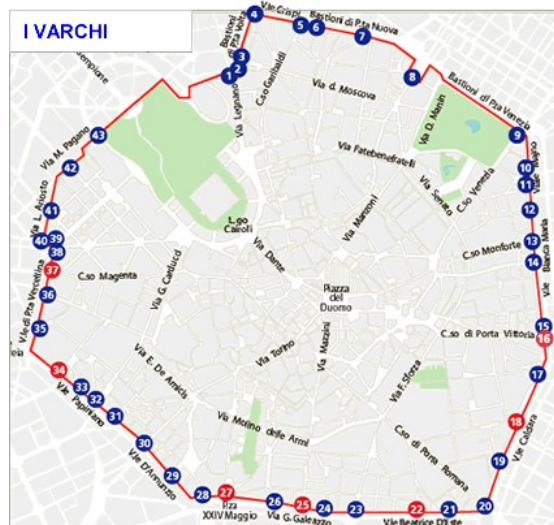 I VARCHI
V.le Crispi
Bastioni di P.ta Nuova
Bastioni
di P.ta Volta
4
5
6
7
3
2
1
8
C.so Garibaldi
Via Legnano
Via d. Moscova
Bastioni di P.ta Venezia
Via D. Manin
9
43
Via M. Pagano
Via Fatebenefratelli
42
10
11
Viale Majno
Via Senato
C.so Venezia
Via L. Ariosto
41
12
L.go
Cairoli
Via Manzoni
40
39
38
Via Dante
C.so Monforte
13
14
V.le Bianca Maria
37
C.so Magenta
Via G. Carducci
36
V.le di P.ta Vercellina
Piazza
del
Duomo
35
15
C.so di Porta Vittoria
16
Via Torino
Via Mazzini
34
Via E. De Amicis
Via F. Sforza
17
33
32
V.le Papiniano
31
Via Molino delle Armi
18
V.le Caldara
30
C.so di Porta Romana
V.le D'Annunzio
29
19
28
27
26
25
24
23
22
21
20
P.zza
XXIV Maggio
Via G. Galeazzo
V.le Beatrice D'Este